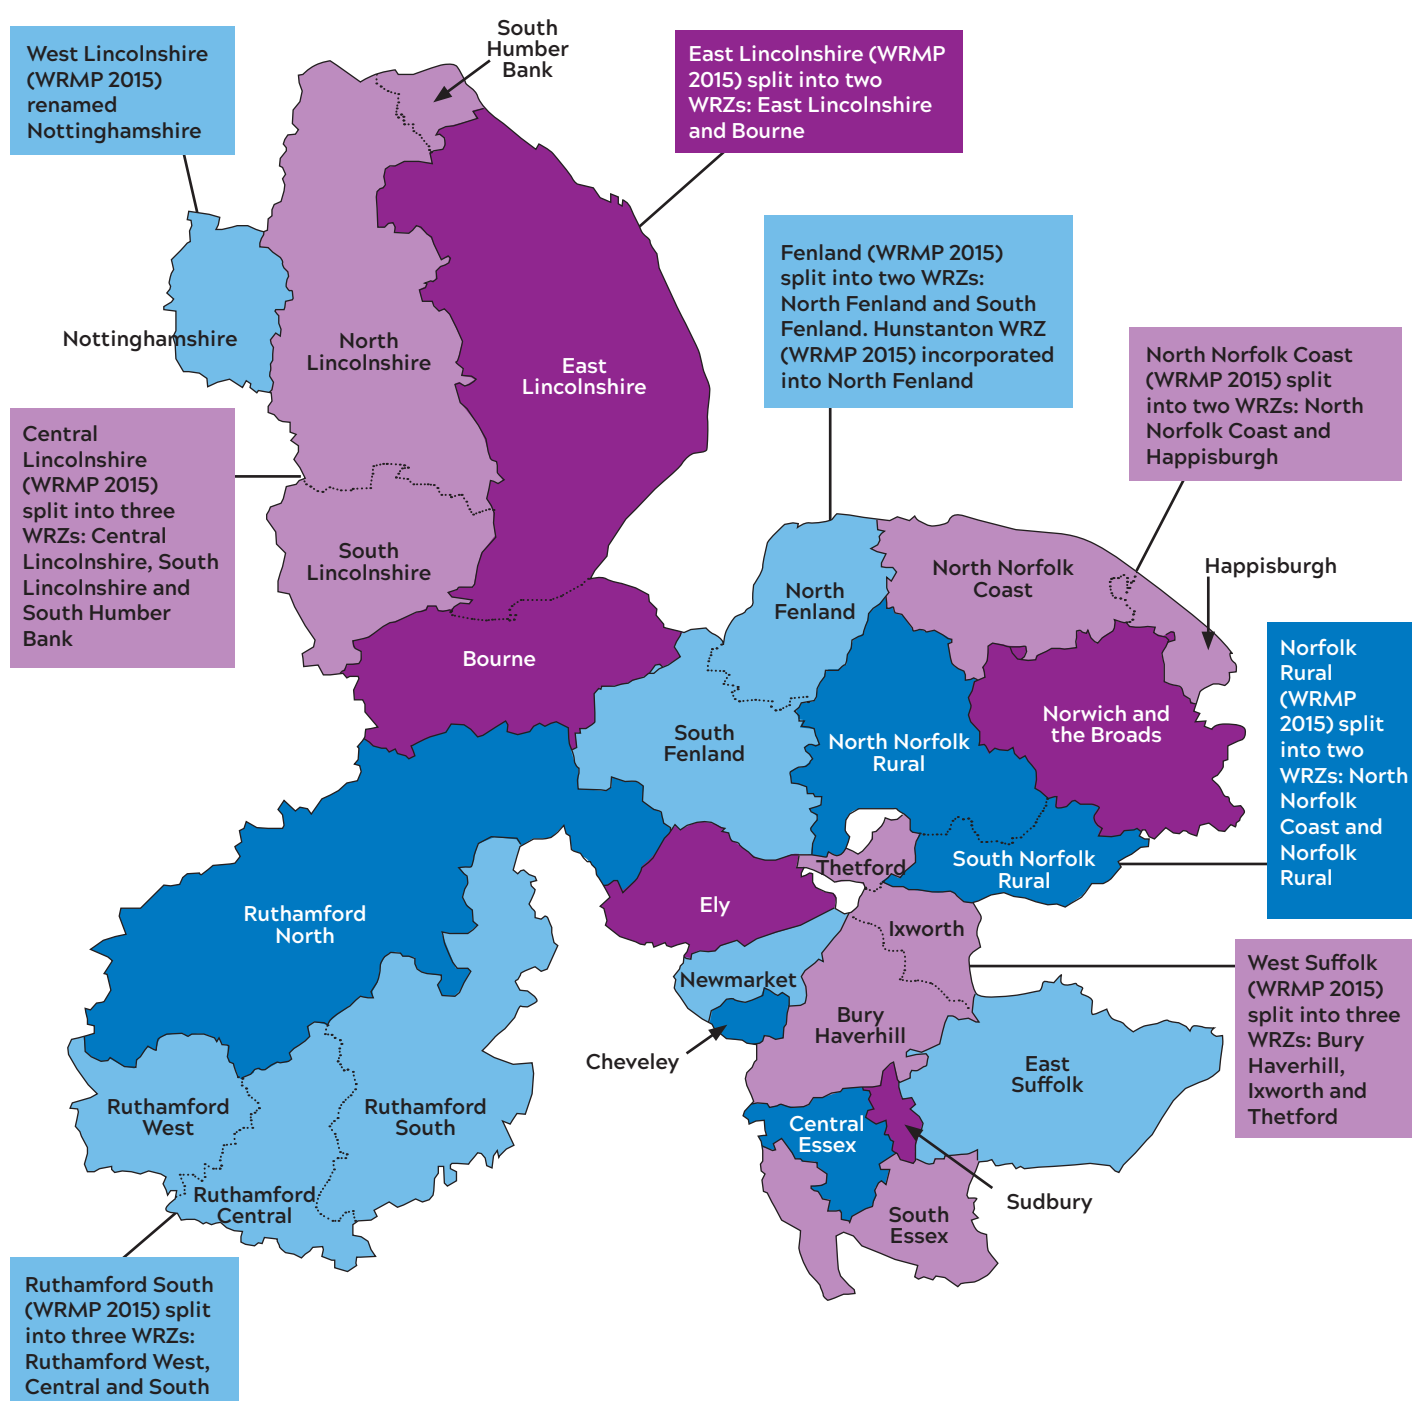 West Lincolnshire
(WRMP 2015)
renamed
Nottinghamshire
South
Humber
Bank
East Lincolnshire (WRMP
2015) split into two
WRZs: East Lincolnshire
and Bourne
Fenland (WRMP 2015)
split into two WRZs:
North Fenland and South
Fenland. Hunstanton WRZ
(WRMP 2015) incorporated
into North Fenland
North Norfolk Coast
(WRMP 2015) split
into two WRZs: North
Norfolk Coast and
Happisburgh
Nottinghamshire
North
Lincolnshire
East
Lincolnshire
Central
Lincolnshire
(WRMP 2015)
split into three
WRZs: Central
Lincolnshire, South
Lincolnshire and
South Humber
Bank
South
Lincolnshire
North
Fenland
North Norfolk
Coast
Happisburgh
Bourne
South
Fenland
North Norfolk
Rural
Norwich and
the Broads
Norfolk
Rural
(WRMP
2015) split
into two
WRZs: North
Norfolk
Coast and
Norfolk
Rural
Thetford
South Norfolk
Rural
Ruthamford
North
Ely
Ixworth
Newmarket
Bury
Haverhill
West Suffolk
(WRMP 2015)
split into three
WRZs: Bury
Haverhill,
Ixworth and
Thetford
Cheveley
East
Suffolk
Ruthamford
West
Ruthamford
South
Central
Essex
Ruthamford
Central
Sudbury
South
Essex
Ruthamford South
(WRMP 2015) split
into three WRZs:
Ruthamford West,
Central and South